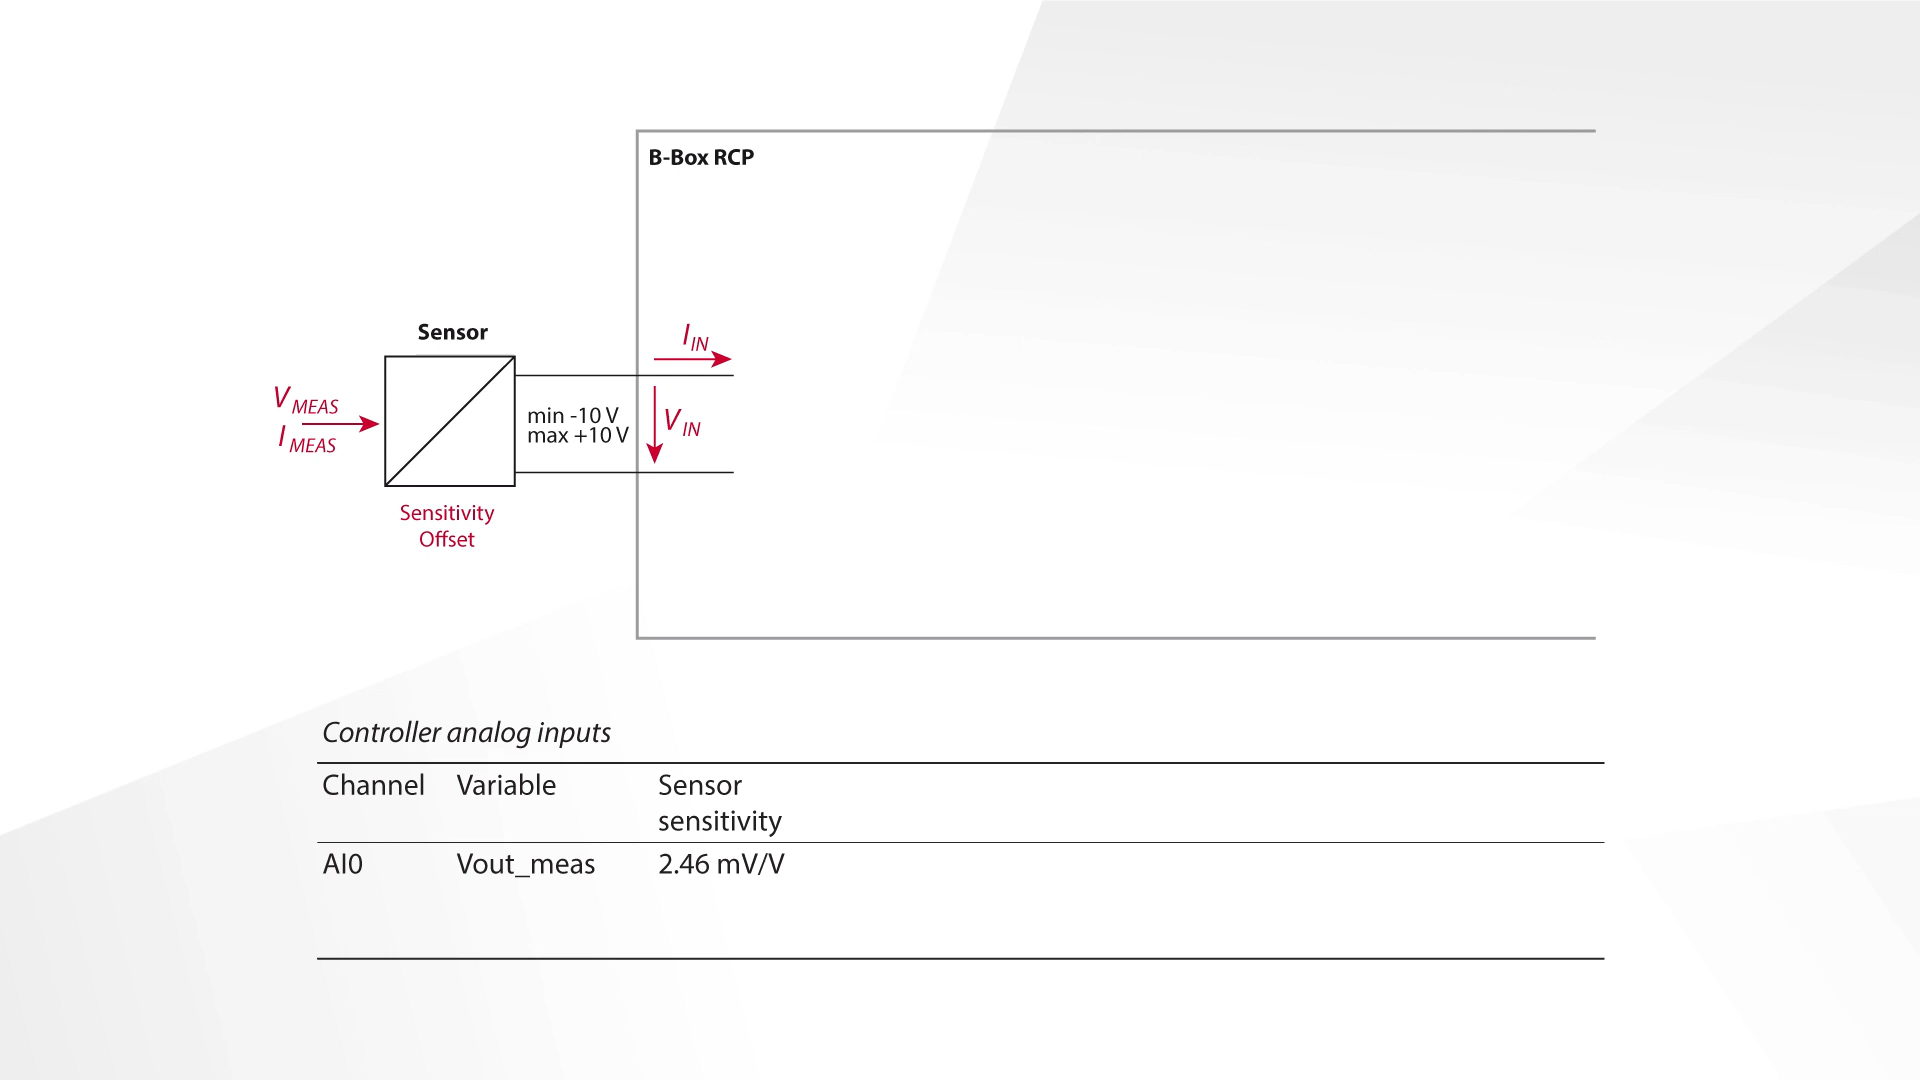 B-Box RCP
Sensor
I IN
V MEAS
I MEAS
min -10 V
max +10 V
V IN
Sensitivity
Offset
Controller analog inputs
Channel Variable Sensor
sensitivity
AI0 Vout_meas 2.46 mV/V